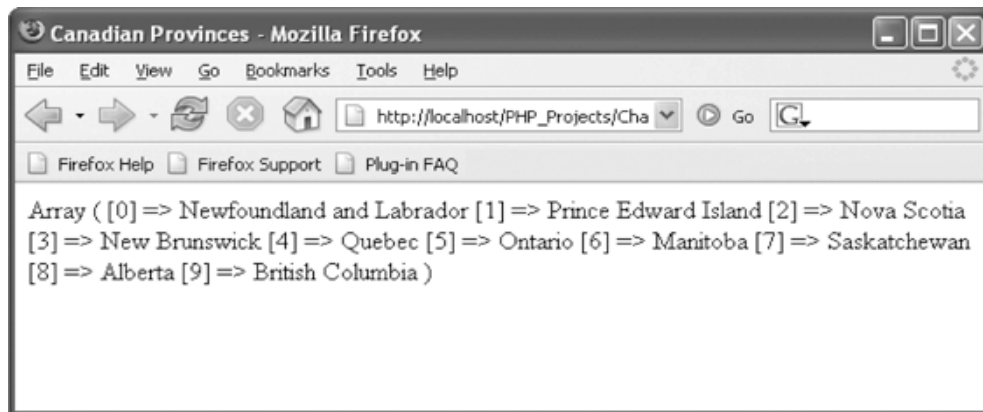 Canadian Provinces - Mozilla Firefox
File Edit View Go Bookmarks Tools Help
http://localhost/PHP_Projects/Cha Go G
Firefox Help Firefox Support Plug-in FAQ
Array ( [0] => Newfoundland and Labrador [1] => Prince Edward Island [2] => Nova Scotia
[3] => New Brunswick [4] => Quebec [5] => Ontario [6] => Manitoba [7] => Saskatchewan
[8] => Alberta [9] => British Columbia )